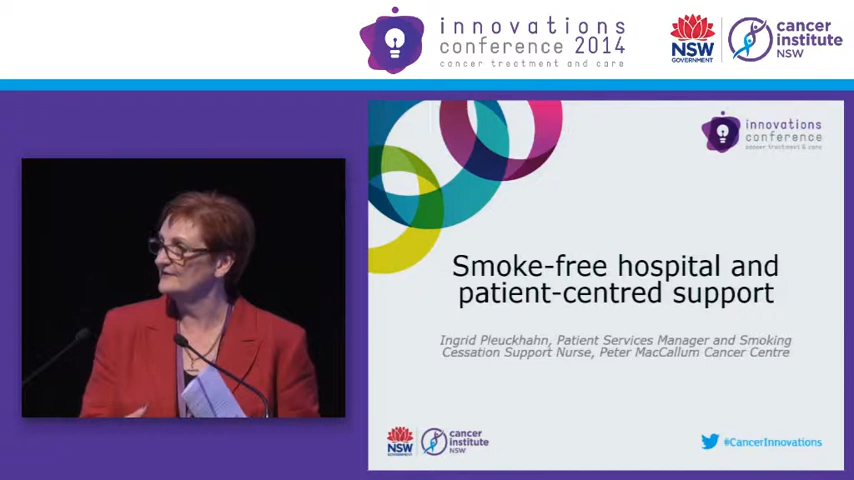 innovations
conference 2014
cancer treatment and care
NSW
GOVERNMENT
cancer
institute
NSW
innovations
conference
cancer treatment & care
Smoke-free hospital and
patient-centred support
Ingrid Pleuckhahn, Patient Services Manager and Smoking
Cessation Support Nurse, Peter MacCallum Cancer Centre
NSW
GOVERNMENT
cancer
institute
NSW
#CancerInnovations